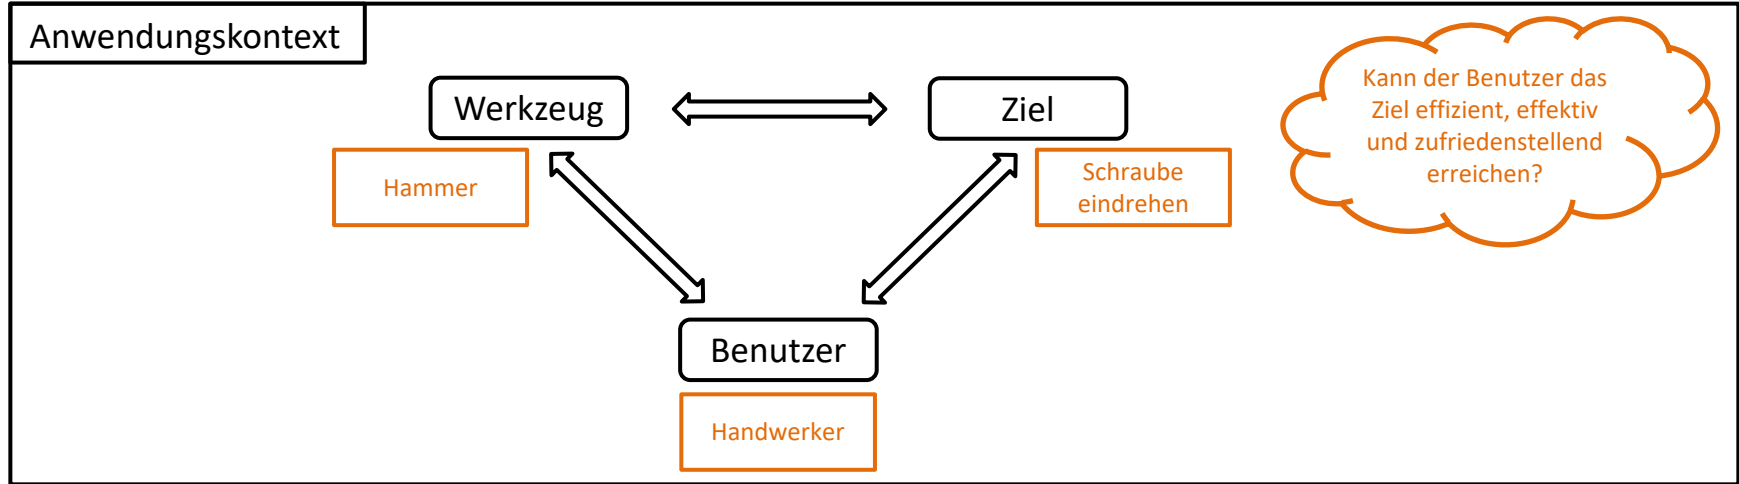 Anwendungskontext
Werkzeug
Ziel
Kann der Benutzer das
Ziel effizient, effektiv
und zufriedenstellend
erreichen?
Hammer
Schraube
eindrehen
Benutzer
Handwerker